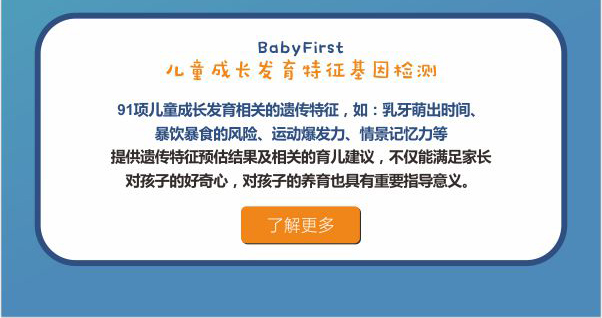 BabyFirst
儿童成长发育特征基因检测
91项儿童成长发育相关的遗传特征，如：乳牙萌出时间、
暴饮暴食的风险、运动爆发力、情景记忆力等
提供遗传特征预估结果及相关的育儿建议，不仅能满足家长
对孩子的好奇心，对孩子的养育也具有重要指导意义。
了解更多